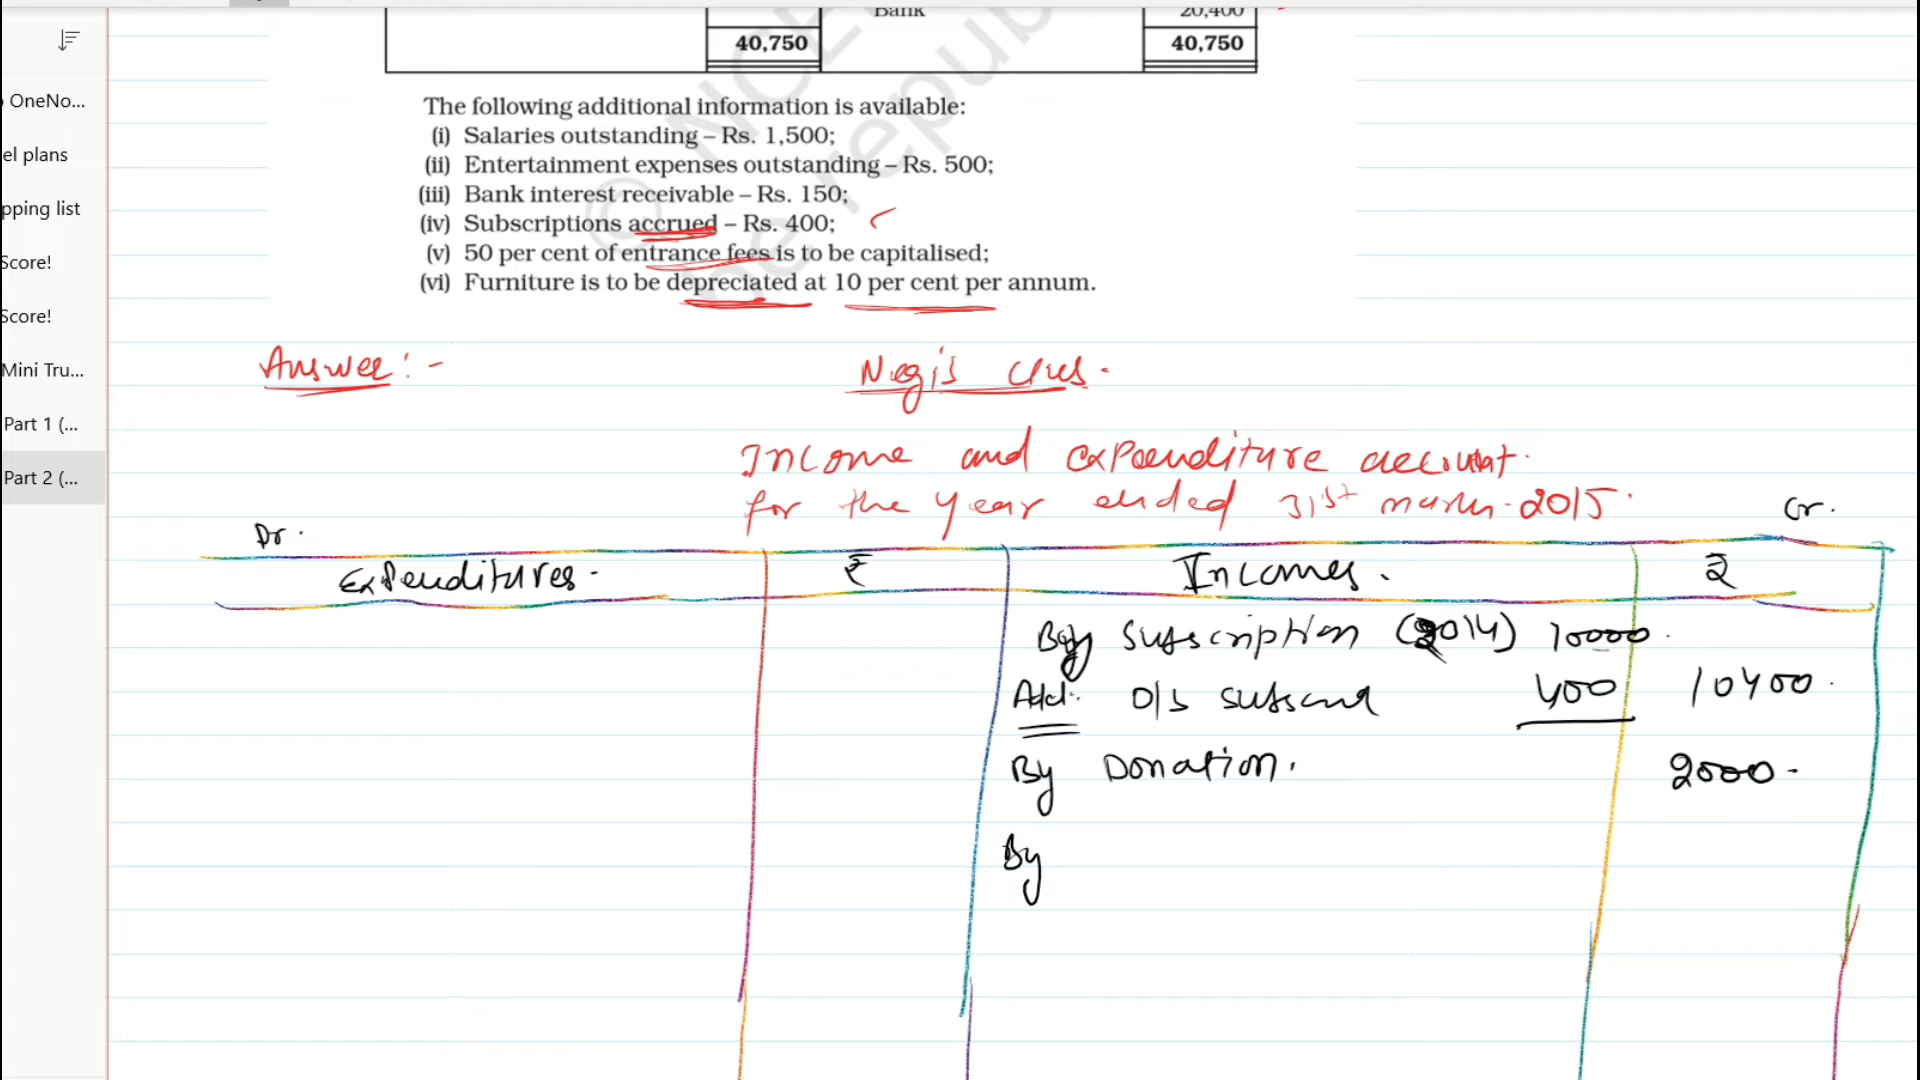 Bank 20,400
40,750 40,750
The following additional information is available:
(i) Salaries outstanding – Rs. 1,500;
(ii) Entertainment expenses outstanding – Rs. 500;
(iii) Bank interest receivable – Rs. 150;
(iv) Subscriptions accrued – Rs. 400;
(v) 50 per cent of entrance fees is to be capitalised;
(vi) Furniture is to be depreciated at 10 per cent per annum.
OneNo...
el plans
pping list
Score!
Score!
Mini Tru...
Part 1 (...
Part 2 (...
Answer :-
Negi's
Income and expenditure account.
for the year ended 31st march-2015.
Dr. Cr.
Expenditures. ₹ Incomes. ₹
By Subscription (2014) 10000.
Add: O/s 400 10400.
By Donation. 2000-
By